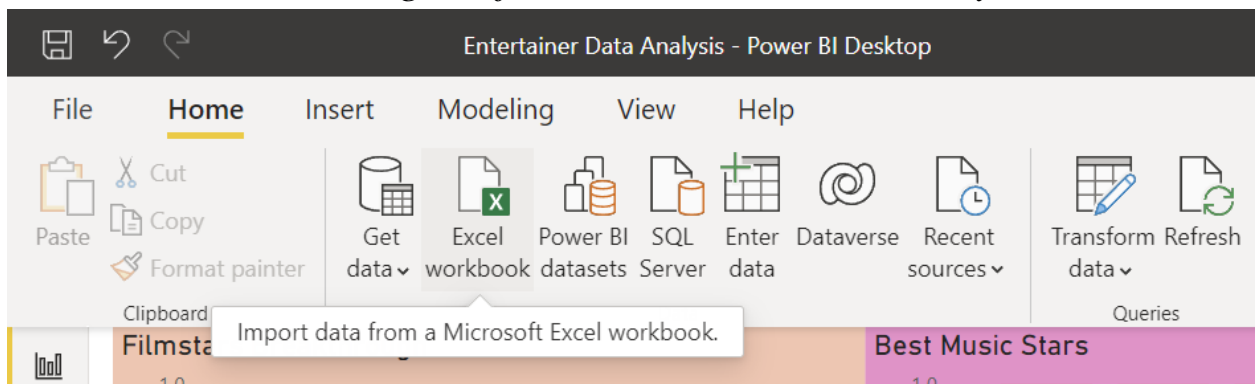 Entertainer Data Analysis - Power BI Desktop
File Home Insert Modeling View Help
Paste
Cut
Copy
Format painter
Get data
Excel workbook
Power BI datasets
SQL Server
Enter data
Dataverse
Recent sources
Transform data
Refresh
Clipboard
Queries
Import data from a Microsoft Excel workbook.
Best Music Stars